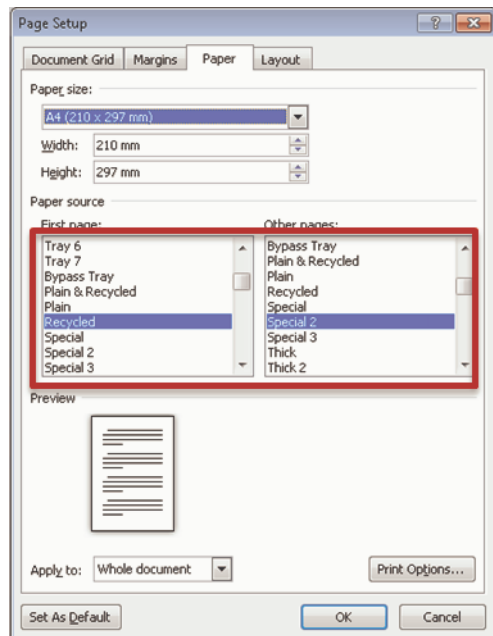 Page Setup
Document Grid Margins Paper Layout
Paper size:
A4 (210 x 297 mm)
Width: 210 mm
Height: 297 mm
Paper source
First page: Other pages:
Tray 6 Bypass Tray
Tray 7 Plain & Recycled
Bypass Tray Plain
Plain & Recycled Recycled
Plain Special
Recycled Special 2
Special Special 3
Special 2 Thick
Special 3 Thick 2
Preview
Apply to: Whole document Print Options...
Set As Default OK Cancel